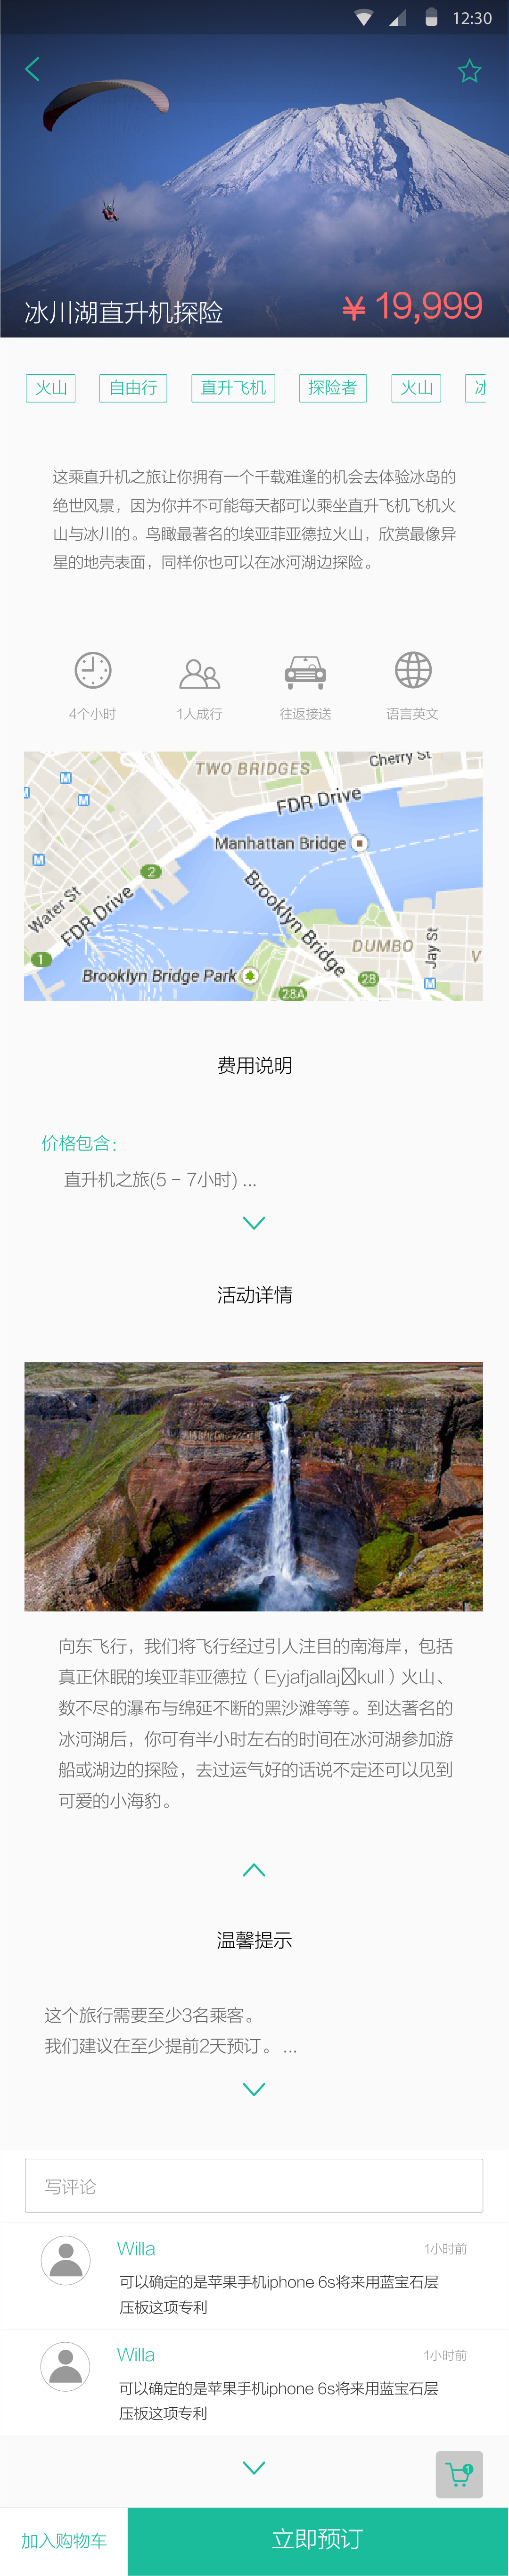 12:30
冰川湖直升机探险
¥ 19,999
火山 自由行 直升飞机 探险者 火山
这乘直升机之旅让你拥有一个千载难逢的机会去体验冰岛的
绝世风景，因为你并不可能每天都可以乘坐直升飞机飞机火
山与冰川的。鸟瞰最著名的埃亚菲亚德拉火山，欣赏最像异
星的地壳表面，同样你也可以在冰河湖边探险。
4个小时 1人成行 往返接送 语言英文
Cherry St
TWO BRIDGES
FDR Drive
M
M
Manhattan Bridge
M
2
Water St
FDR Drive
Brooklyn Bridge
DUMBO
Jay St
V
1
Brooklyn Bridge Park
28
M
28A
费用说明
价格包含：
直升机之旅(5 - 7小时) ...
活动详情
向东飞行，我们将飞行经过引人注目的南海岸，包括
真正休眠的埃亚菲亚德拉（Eyjafjallaj□kull）火山、
数不尽的瀑布与绵延不断的黑沙滩等等。到达著名的
冰河湖后，你可有半小时左右的时间在冰河湖参加游
船或湖边的探险，去过运气好的话说不定还可以见到
可爱的小海豹。
温馨提示
这个旅行需要至少3名乘客。
我们建议在至少提前2天预订。 ...
写评论
Willa 1小时前
可以确定的是苹果手机iphone 6s将来用蓝宝石层
压板这项专利
Willa 1小时前
可以确定的是苹果手机iphone 6s将来用蓝宝石层
压板这项专利
1
加入购物车 立即预订